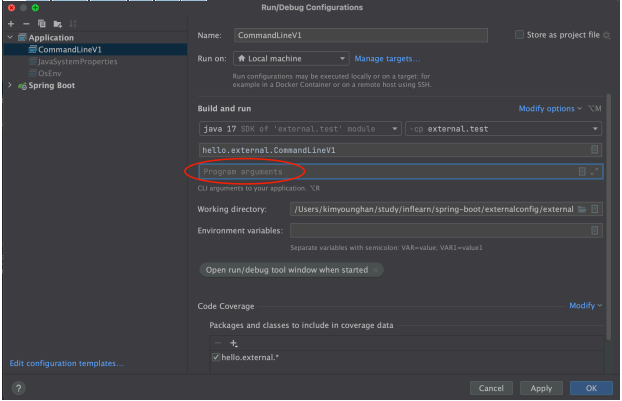 Run/Debug Configurations
Application
CommandLineV1
JavaSystemProperties
OsEnv
Spring Boot
Edit configuration templates...
Name: CommandLineV1
Store as project file
Run on: Local machine
Manage targets...
Run configurations may be executed locally or on a target: for
example in a Docker Container or on a remote host using SSH.
Build and run
Modify options ⌥M
java 17 SDK of 'external.test' module
-cp external.test
hello.external.CommandLineV1
Program arguments
CLI arguments to your application. ⌥R
Working directory: /Users/kimyounghan/study/inflearn/spring-boot/externalconfig/external
Environment variables:
Separate variables with semicolon: VAR=value; VAR1=value1
Open run/debug tool window when started ×
Code Coverage
Modify
Packages and classes to include in coverage data
hello.external.*
?
Cancel
Apply
OK